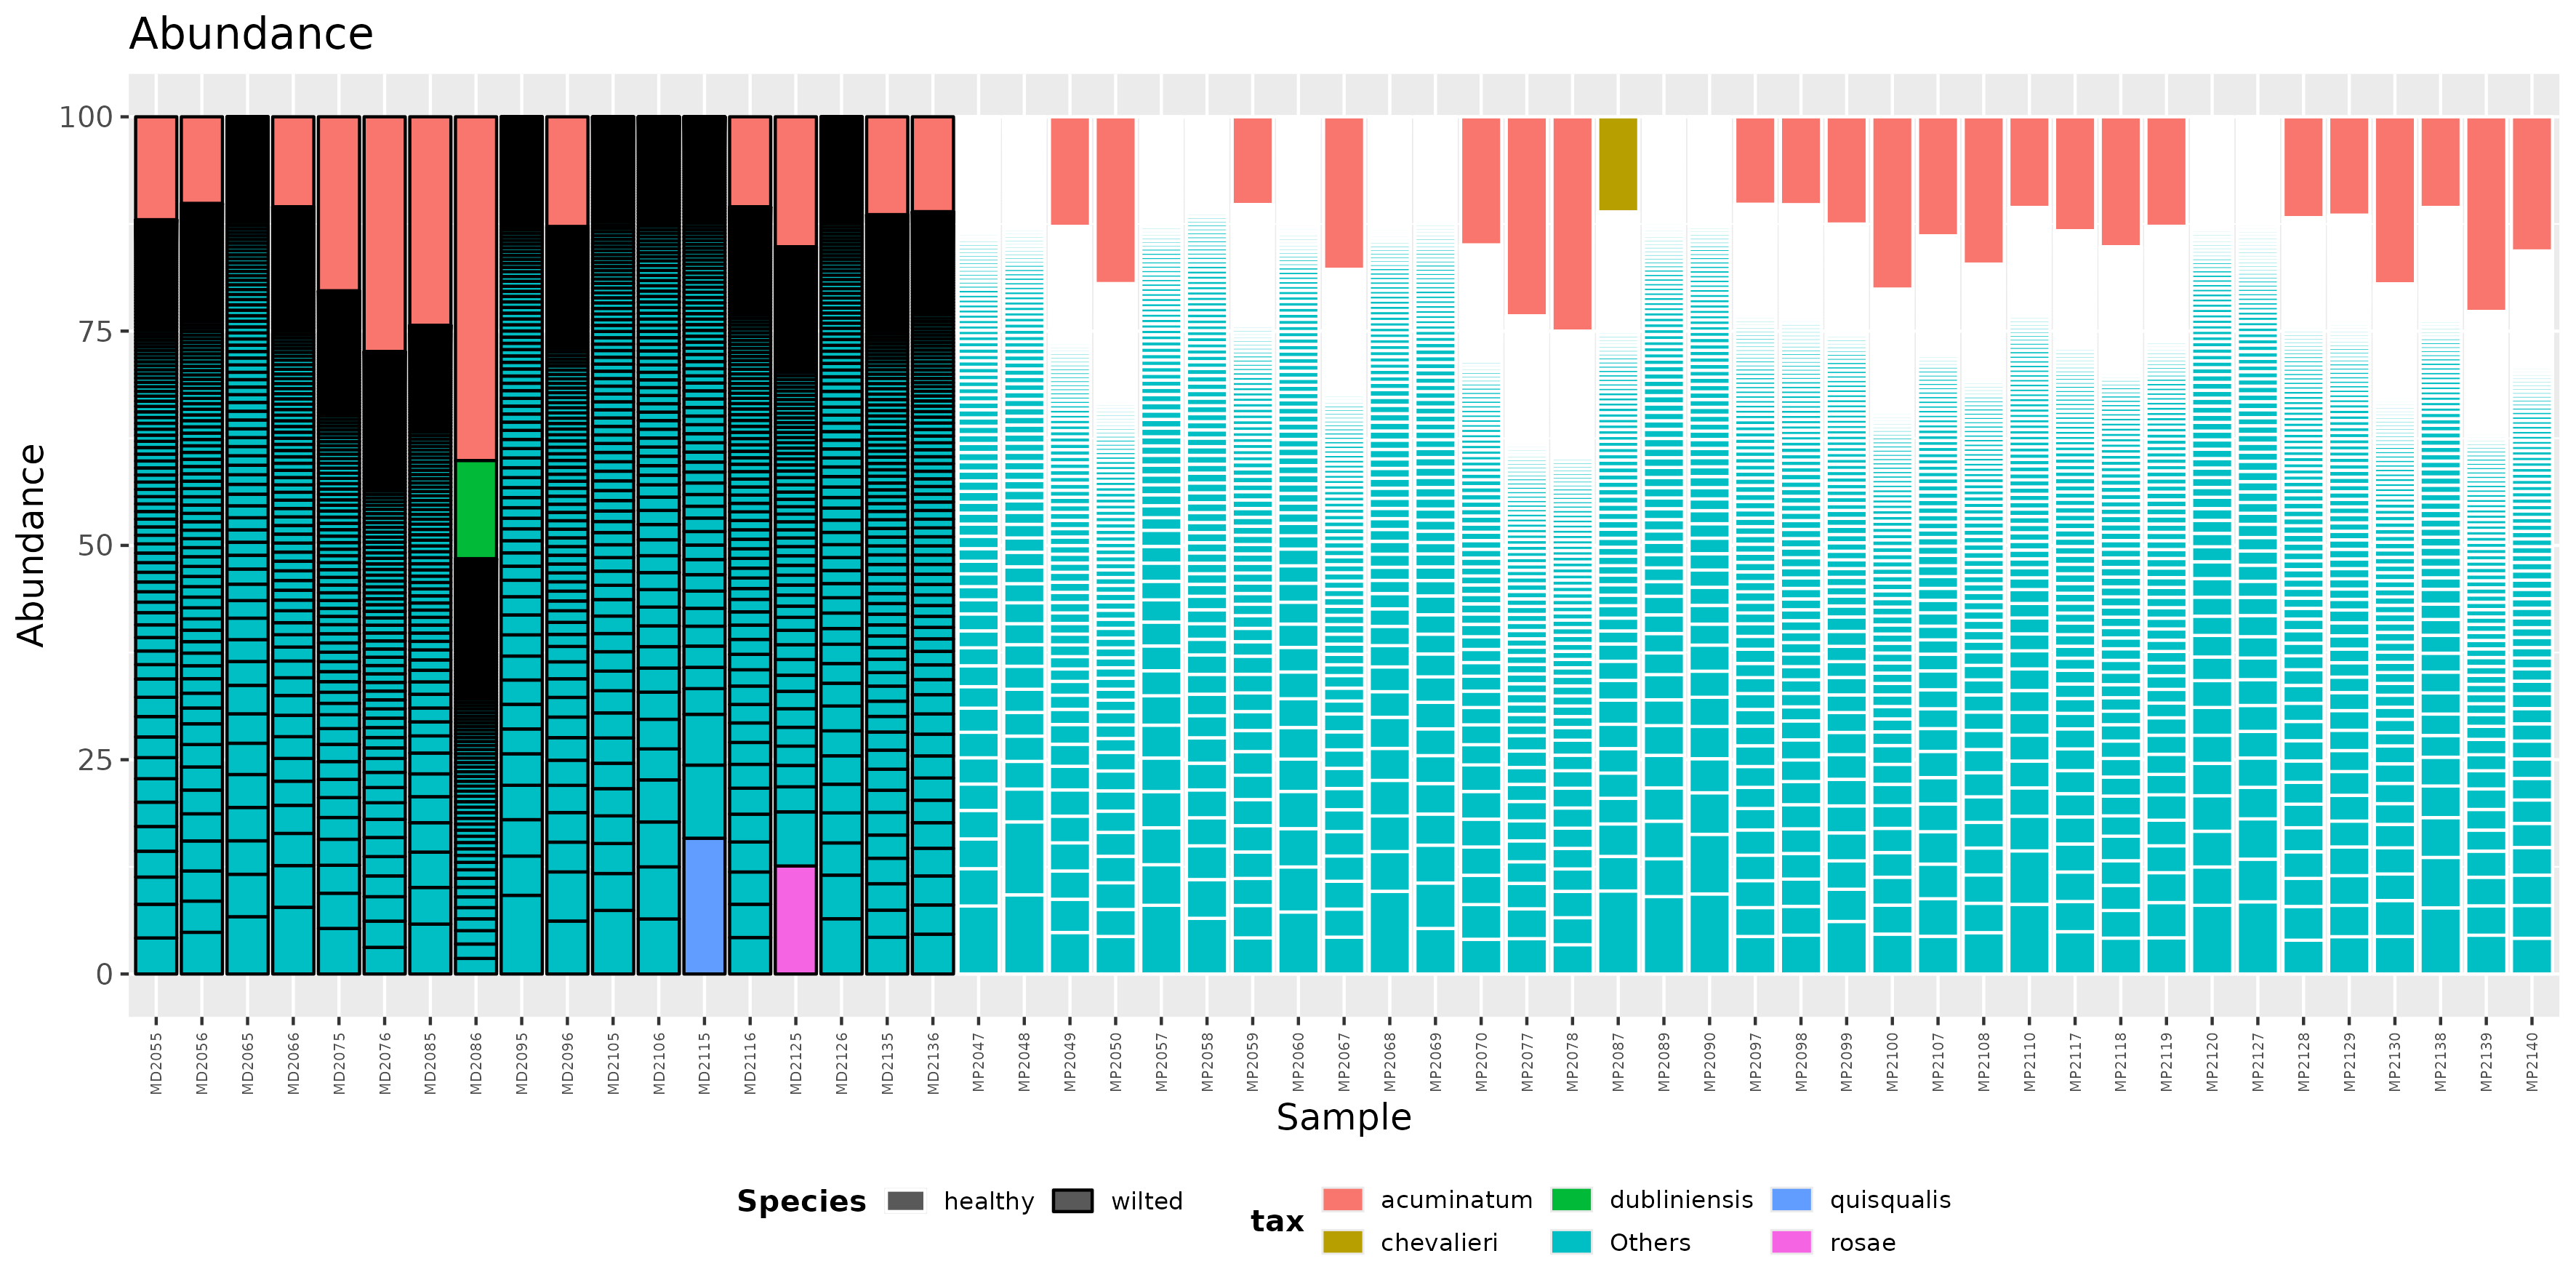 Abundance
Abundance
100
75
50
25
0
MD2055 MD2056 MD2065 MD2066 MD2075 MD2076 MD2085 MD2086 MD2095 MD2096 MD2105 MD2106 MD2115 MD2116 MD2125 MD2126 MD2135 MD2136 MP2047 MP2048 MP2049 MP2050 MP2057 MP2058 MP2059 MP2060 MP2067 MP2068 MP2069 MP2070 MP2077 MP2078 MP2087 MP2089 MP2090 MP2097 MP2098 MP2099 MP2100 MP2107 MP2108 MP2110 MP2117 MP2118 MP2119 MP2120 MP2127 MP2128 MP2129 MP2130 MP2138 MP2139 MP2140
Sample
Species healthy wilted
tax
acuminatum dubliniensis quisqualis
chevalieri Others rosae